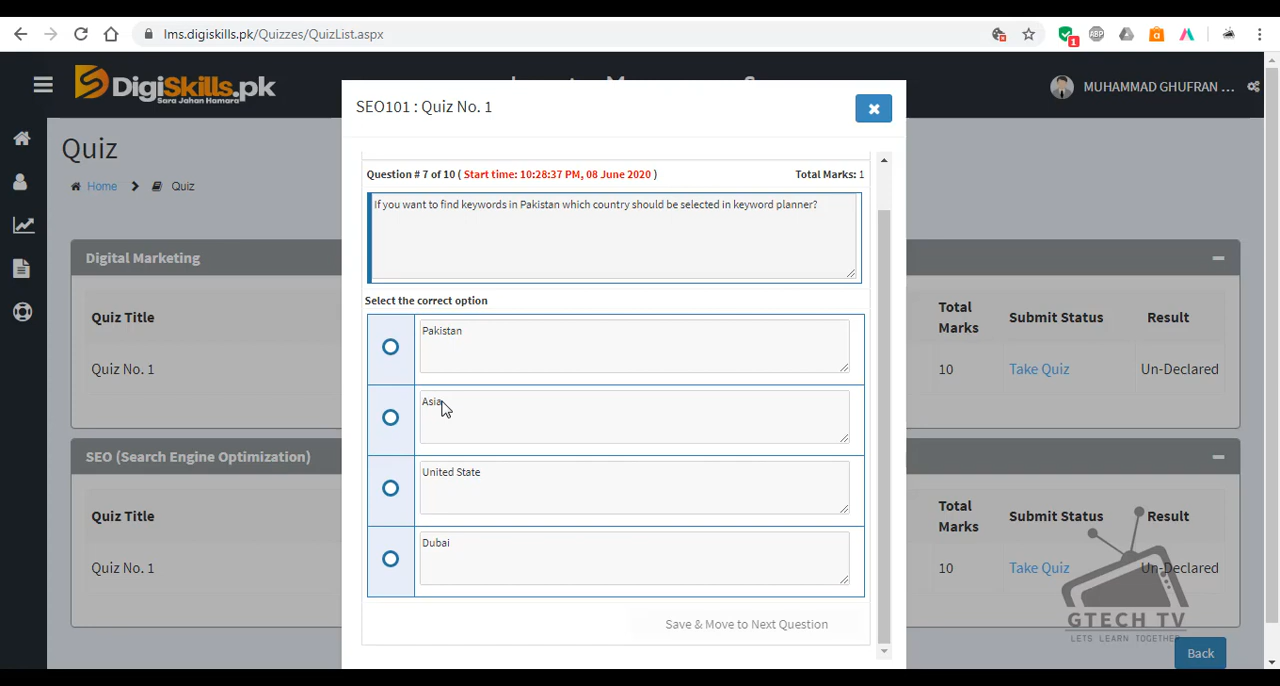 lms.digiskills.pk/Quizzes/QuizList.aspx
1
ABP
a
DigiSkills.pk
Sara Jahan Hamara
MUHAMMAD GHUFRAN ...
SEO101 : Quiz No. 1
Quiz
Home
Quiz
Question # 7 of 10 ( Start time: 10:28:37 PM, 08 June 2020 )
Total Marks: 1
If you want to find keywords in Pakistan which country should be selected in keyword planner?
Select the correct option
Pakistan
Asia
United State
Dubai
Save & Move to Next Question
Digital Marketing
Quiz Title
Total Marks
Submit Status
Result
Quiz No. 1
10
Take Quiz
Un-Declared
SEO (Search Engine Optimization)
Quiz Title
Total Marks
Submit Status
Result
Quiz No. 1
10
Take Quiz
Un-Declared
GTECH TV
LETS LEARN TOGETHER
Back